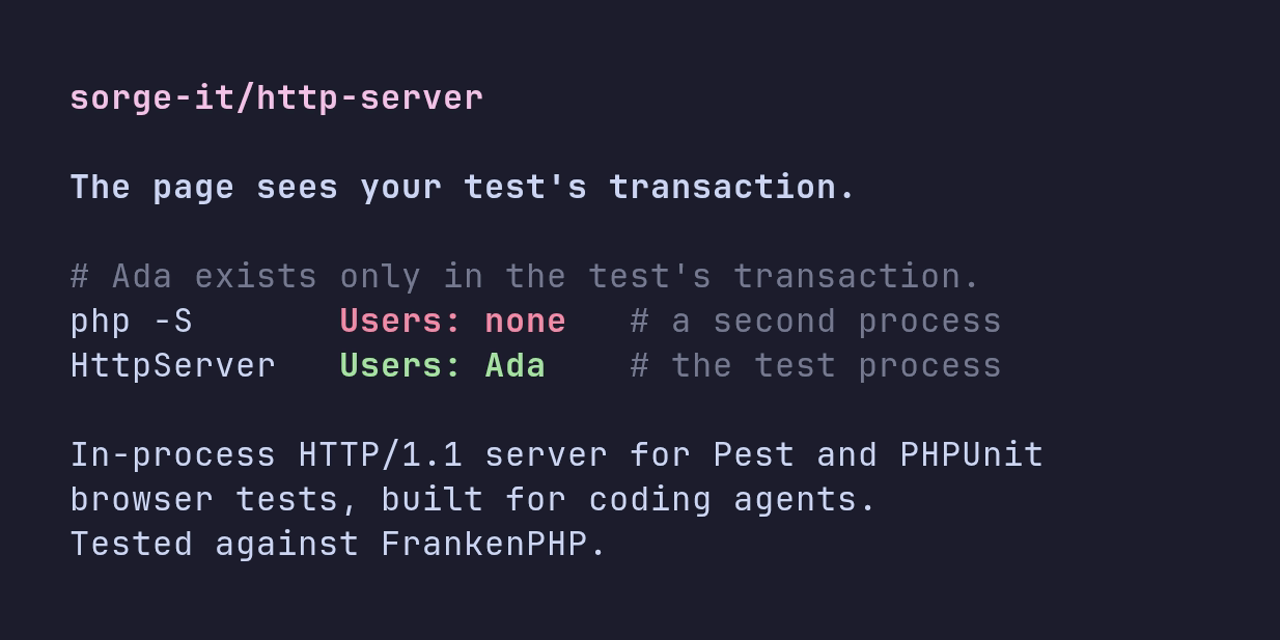 sorge-it/http-server
The page sees your test's transaction.
# Ada exists only in the test's transaction.
php -S Users: none # a second process
HttpServer Users: Ada # the test process
In-process HTTP/1.1 server for Pest and PHPUnit
browser tests, built for coding agents.
Tested against FrankenPHP.